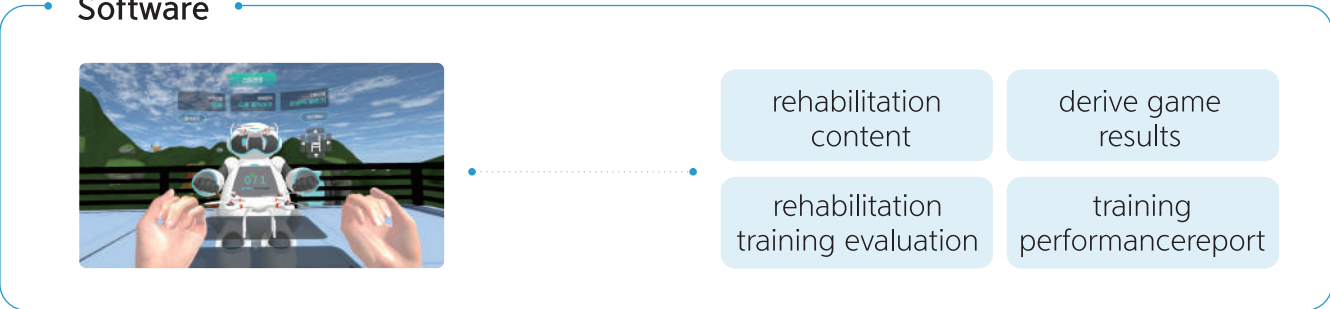 Software
rehabilitation
content
derive game
results
rehabilitation
training evaluation
training
performancereport